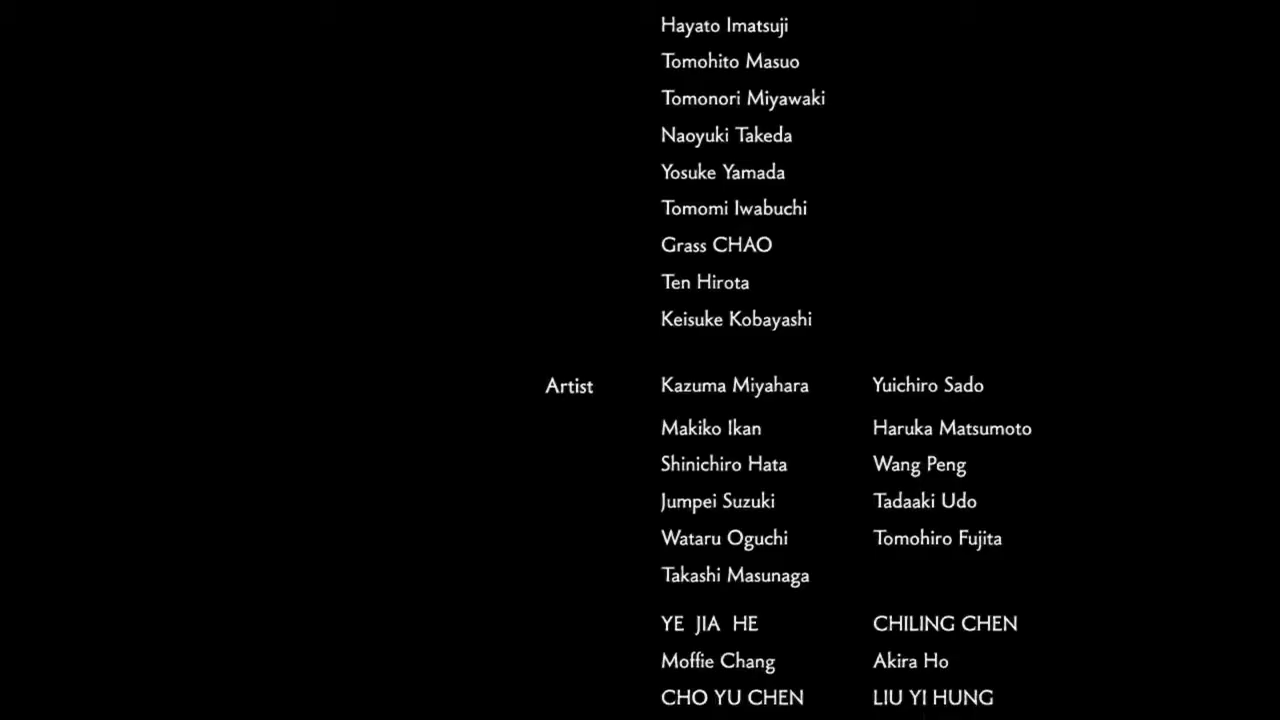 Hayato Imatsuji
Tomohito Masuo
Tomonori Miyawaki
Naoyuki Takeda
Yosuke Yamada
Tomomi Iwabuchi
Grass CHAO
Ten Hirota
Keisuke Kobayashi
Artist Kazuma Miyahara Yuichiro Sado
Makiko Ikan Haruka Matsumoto
Shinichiro Hata Wang Peng
Jumpei Suzuki Tadaaki Udo
Wataru Oguchi Tomohiro Fujita
Takashi Masunaga
YE JIA HE CHILING CHEN
Moffie Chang Akira Ho
CHO YU CHEN LIU YI HUNG